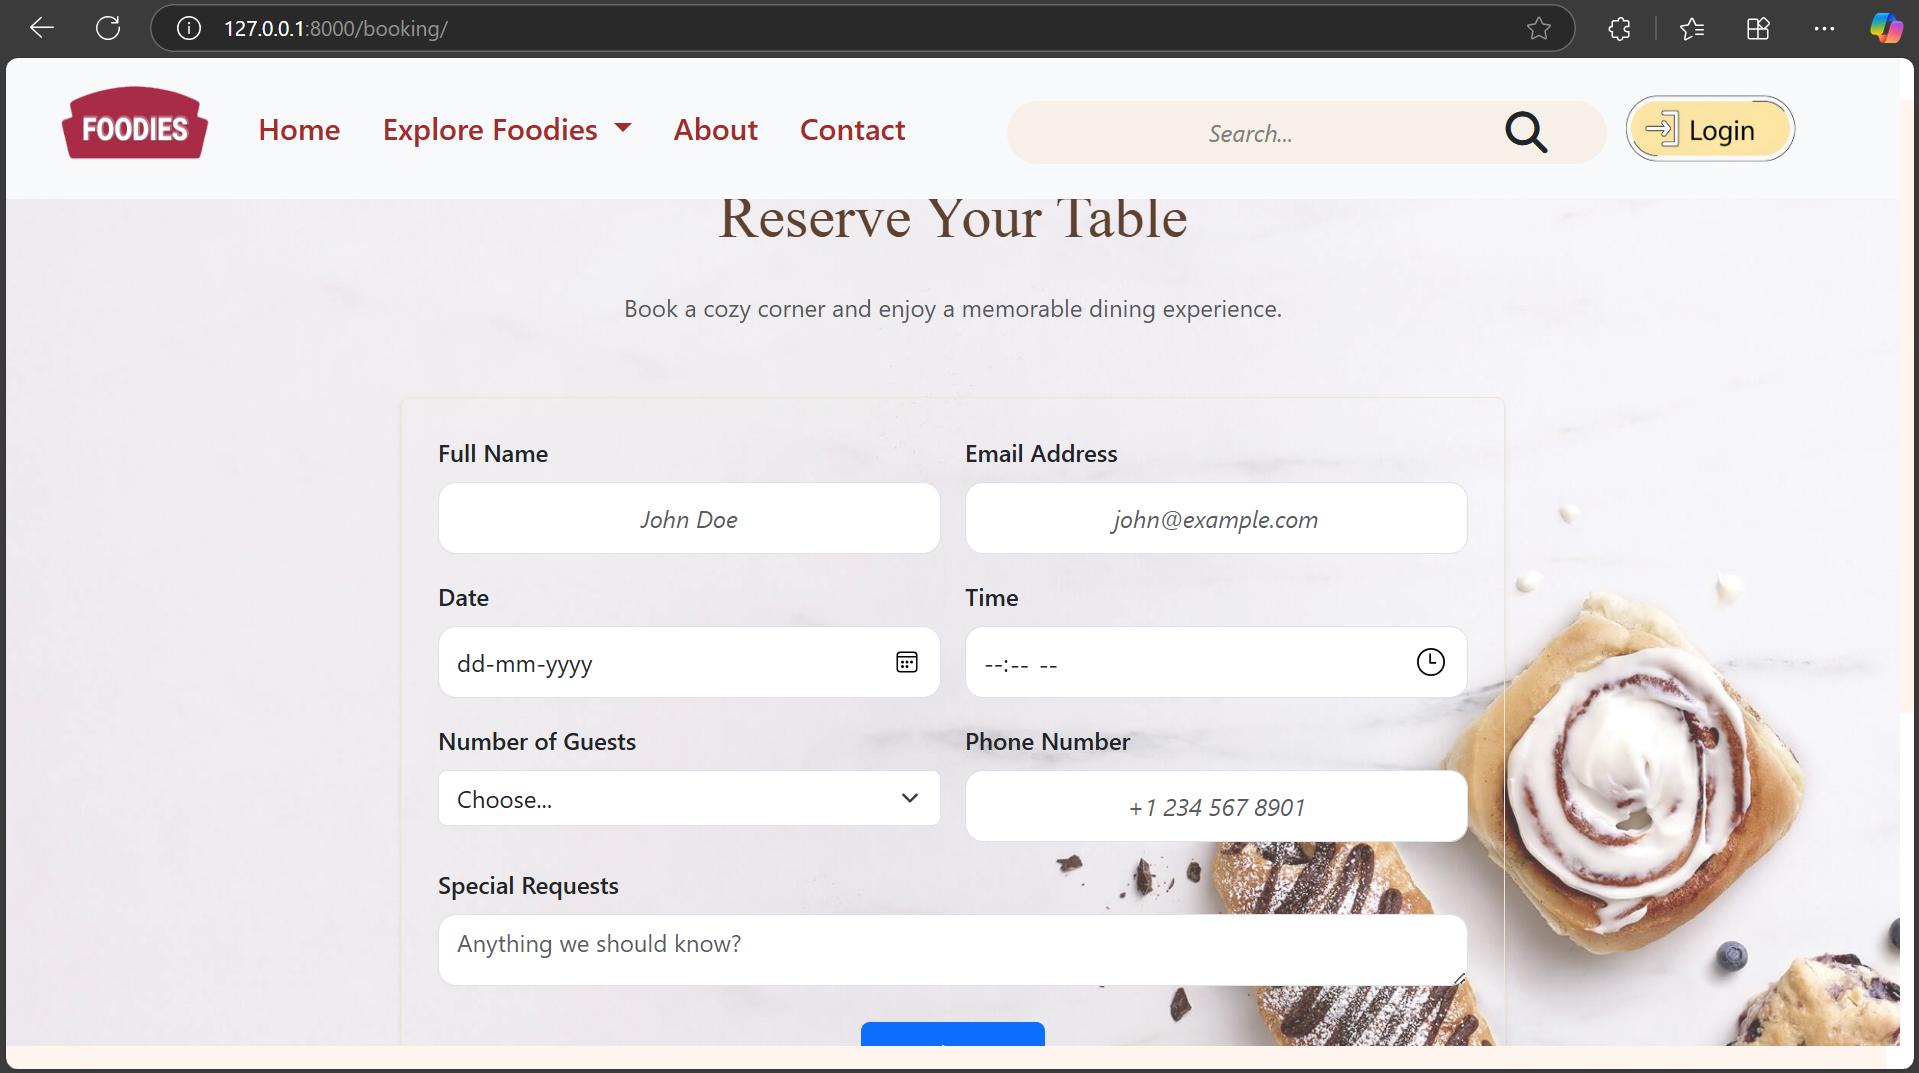 127.0.0.1:8000/booking/
FOODIES
Home
Explore Foodies
About
Contact
Search...
Login
Reserve Your Table
Book a cozy corner and enjoy a memorable dining experience.
Full Name
Email Address
John Doe
john@example.com
Date
Time
dd-mm-yyyy
--:-- --
Number of Guests
Phone Number
Choose...
+1 234 567 8901
Special Requests
Anything we should know?